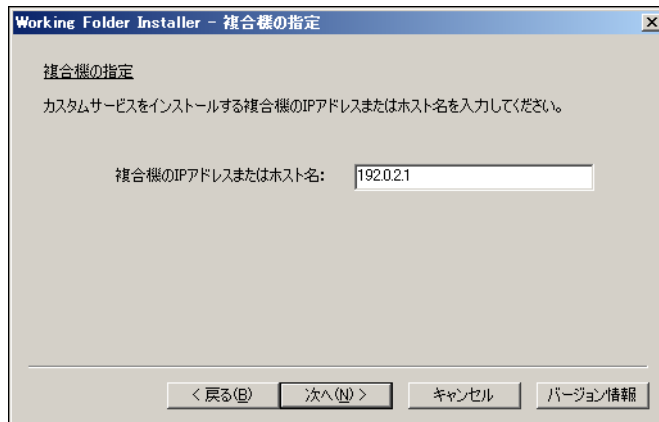 Working Folder Installer - 複合機の指定
複合機の指定
カスタムサービスをインストールする複合機のIPアドレスまたはホスト名を入力してください。
複合機のIPアドレスまたはホスト名: 192.0.2.1
< 戻る(B) 次へ(N) > キャンセル バージョン情報